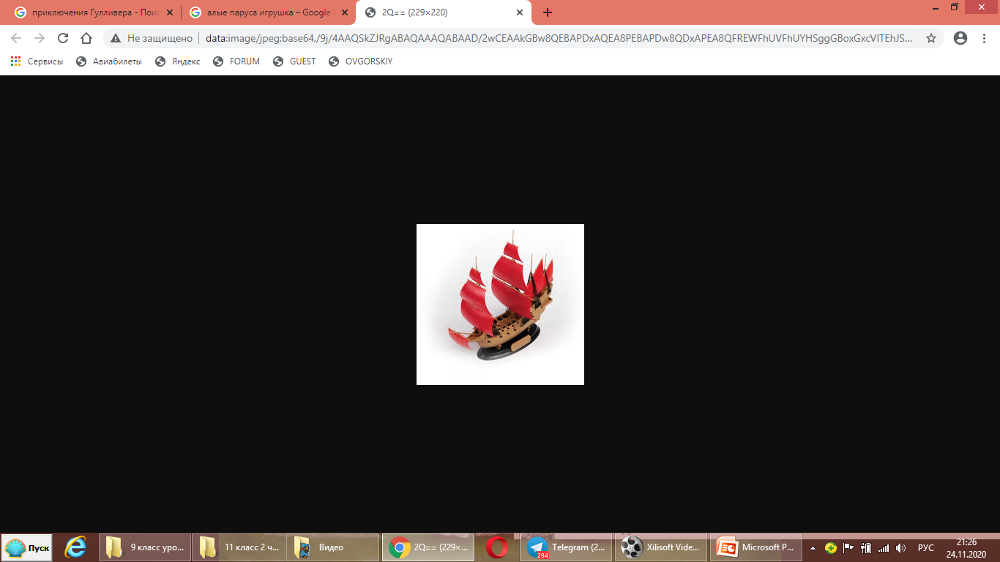 приключения Гулливера - Поис
алые паруса игрушка – Google
2Q== (229×220)
Не защищено
data:image/jpeg;base64,/9j/4AAQSkZJRgABAQAAAQABAAD/2wCEAAkGBw8QEBAPDxAQEA8PEBAPDw8QDxAPEA8QFREWFhUVFhUYHSggGBoxGxcVITEhJS...
Сервисы
Авиабилеты
Яндекс
FORUM
GUEST
OVGORSKIY
Пуск
9 класс уро...
11 класс 2 ч...
Видео
2Q== (229×...
Telegram (2...
294
Xilisoft Vide...
Microsoft P...
РУС
21:26
24.11.2020